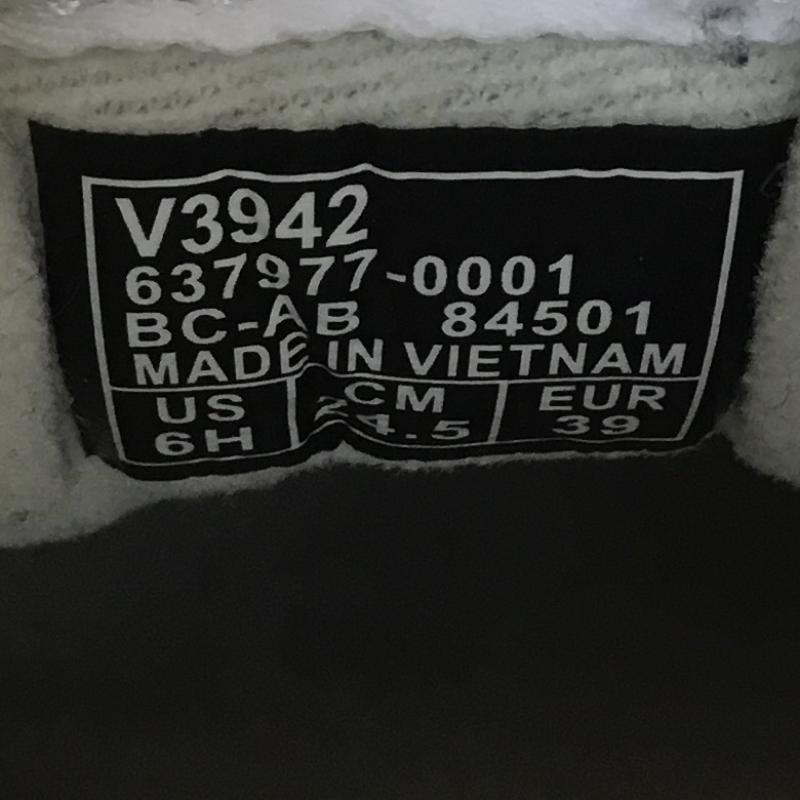 V3942
637977-0001
BC-AB 84501
MADE IN VIETNAM
US CM EUR
6H 24.5 39